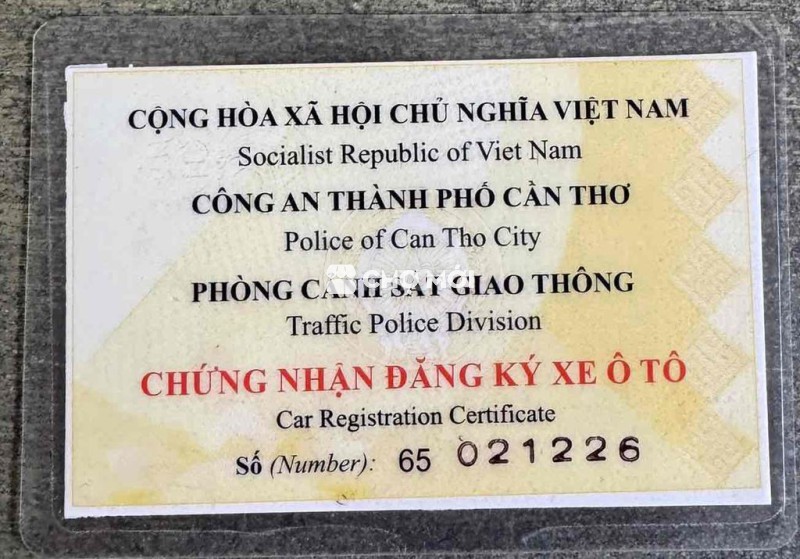 CỘNG HÒA XÃ HỘI CHỦ NGHĨA VIỆT NAM
Socialist Republic of Viet Nam
CÔNG AN THÀNH PHỐ CẦN THƠ
Police of Can Tho City
PHÒNG CẢNH SÁT GIAO THÔNG
CHỢ MỚI
Traffic Police Division
CHỨNG NHẬN ĐĂNG KÝ XE Ô TÔ
Car Registration Certificate
Số (Number): 65 021226